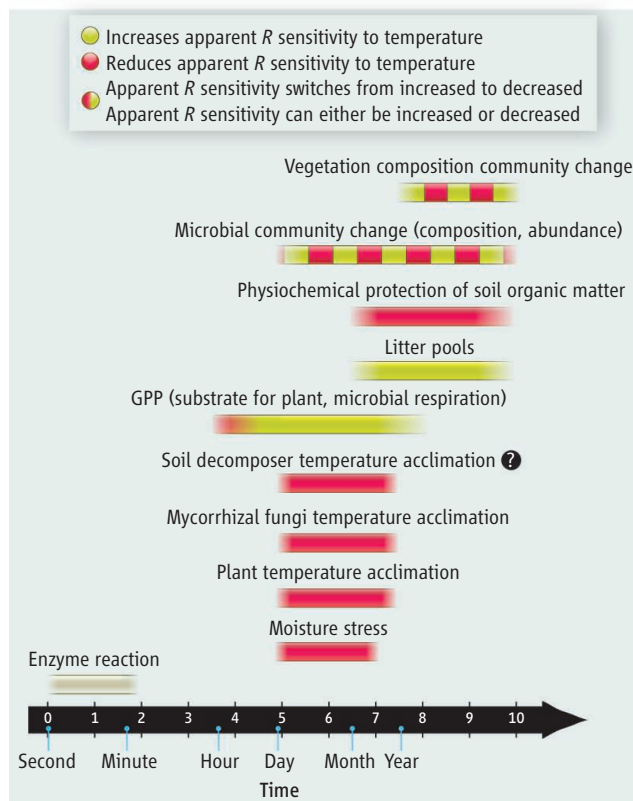 Increases apparent R sensitivity to temperature
Reduces apparent R sensitivity to temperature
Apparent R sensitivity switches from increased to decreased
Apparent R sensitivity can either be increased or decreased
Vegetation composition community change
Microbial community change (composition, abundance)
Physiochemical protection of soil organic matter
Litter pools
GPP (substrate for plant, microbial respiration)
Soil decomposer temperature acclimation ?
Mycorrhizal fungi temperature acclimation
Plant temperature acclimation
Moisture stress
Enzyme reaction
0 1 2 3 4 5 6 7 8 9 10
Second Minute Hour Day Month Year
Time